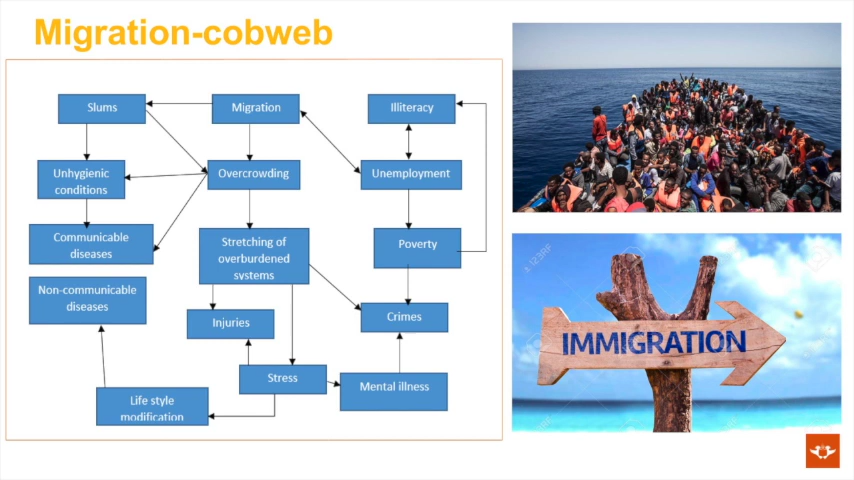 Migration-cobweb
Slums
Migration
Illiteracy
Unhygienic
conditions
Overcrowding
Unemployment
Communicable
diseases
Stretching of
overburdened
systems
Poverty
Non-communicable
diseases
Injuries
Crimes
Stress
Mental illness
Life style
modification
IMMIGRATION
123RF